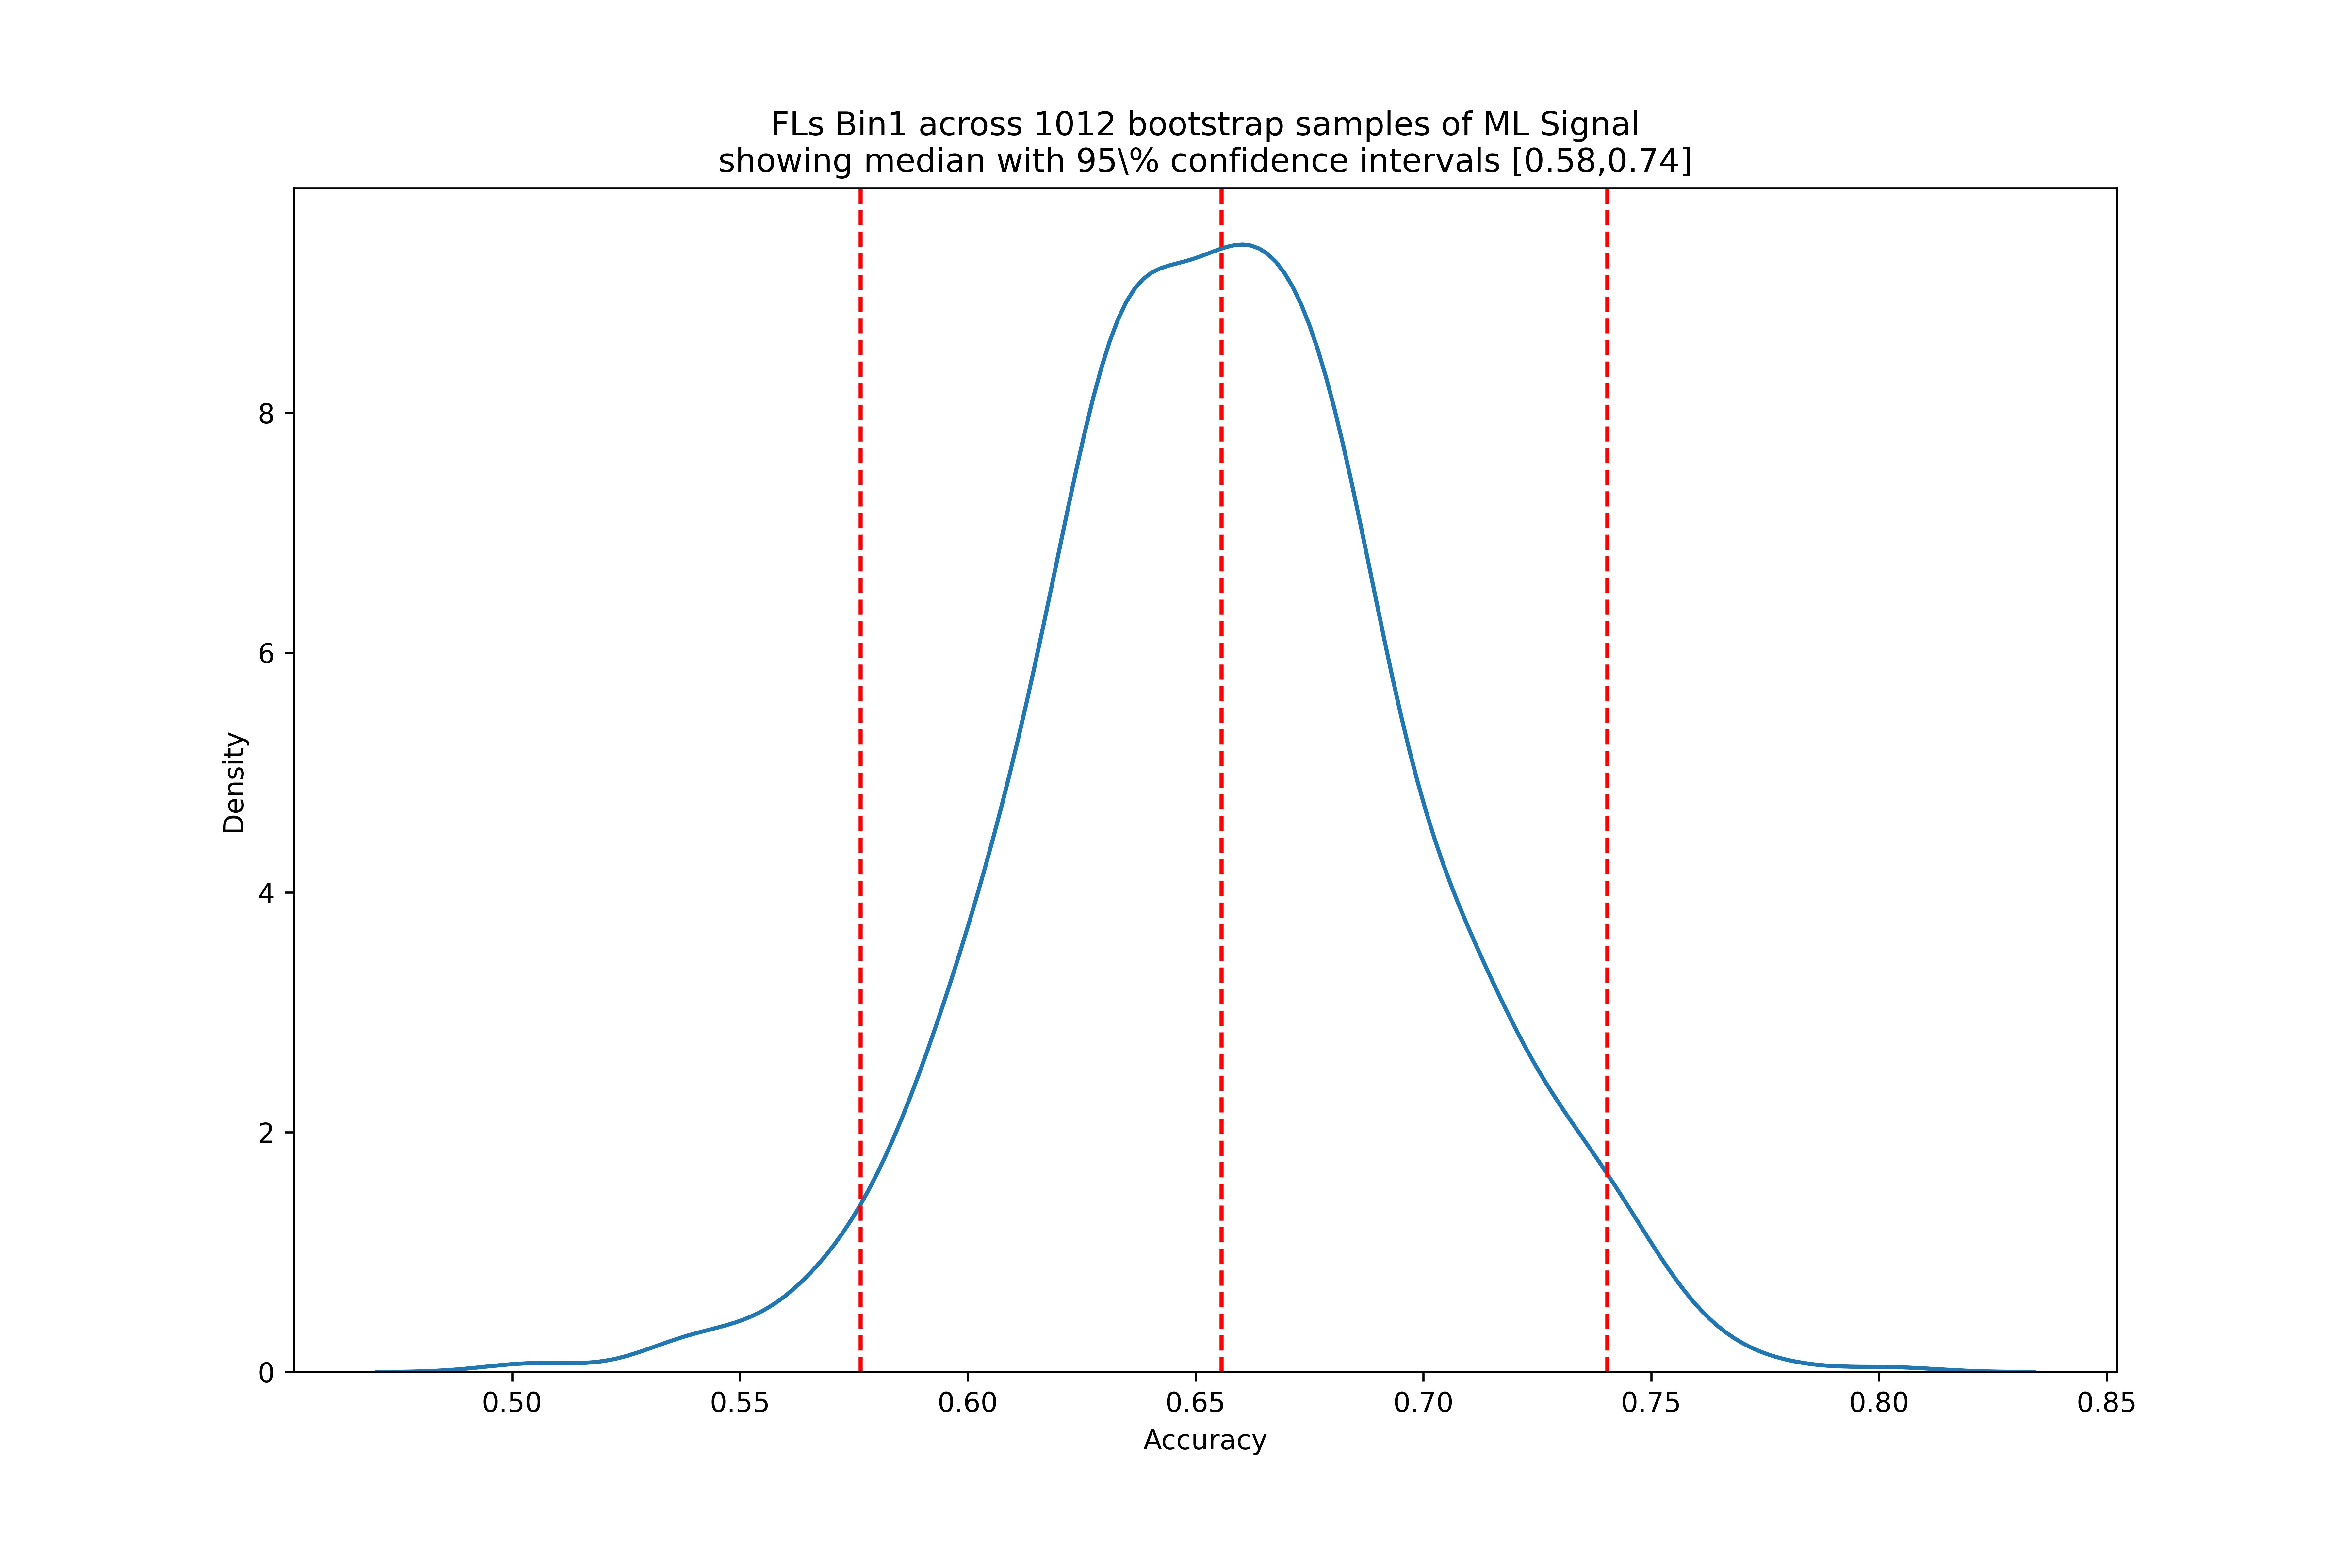 FLs Bin1 across 1012 bootstrap samples of ML Signal
showing median with 95\% confidence intervals [0.58,0.74]
8
6
4
2
0
Density
0.50 0.55 0.60 0.65 0.70 0.75 0.80 0.85
Accuracy